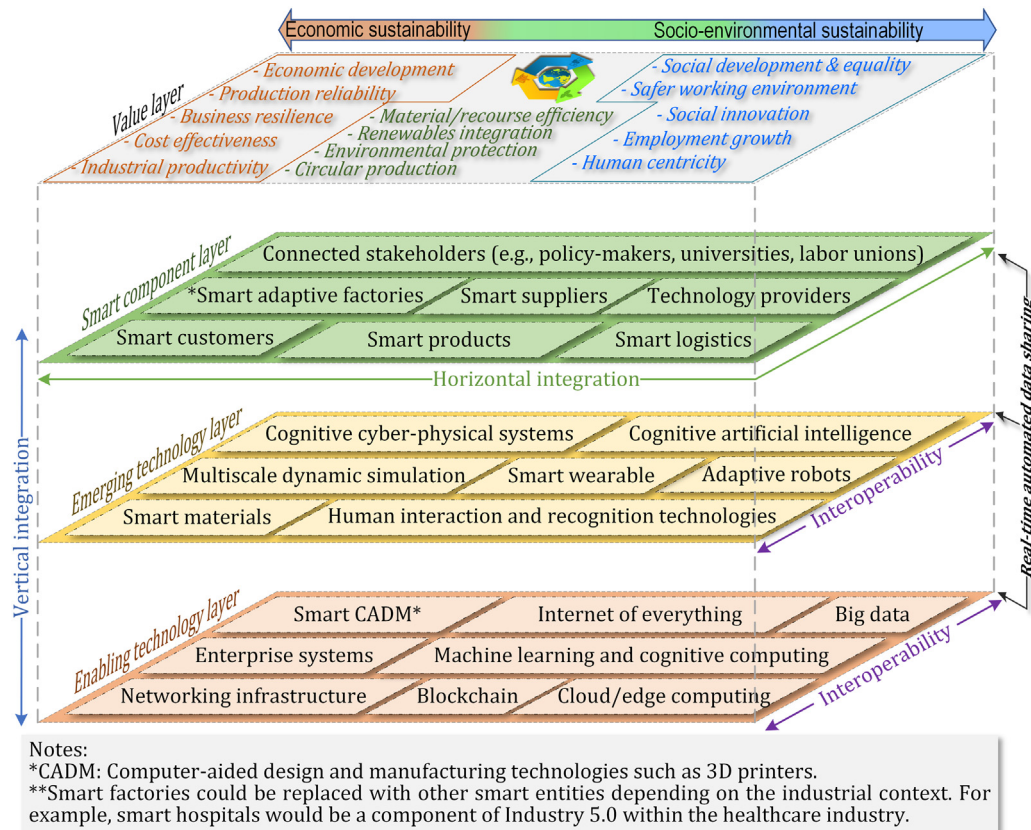 Economic sustainability
Socio-environmental sustainability
Value layer
- Economic development
- Production reliability
- Business resilience
- Cost effectiveness
- Industrial productivity
- Material/recourse efficiency
- Renewables integration
- Environmental protection
- Circular production
- Social development & equality
- Safer working environment
- Social innovation
- Employment growth
- Human centricity
Smart component layer
Connected stakeholders (e.g., policy-makers, universities, labor unions)
*Smart adaptive factories
Smart suppliers
Technology providers
Smart customers
Smart products
Smart logistics
Horizontal integration
Vertical integration
Real-time automated data sharing
Emerging technology layer
Cognitive cyber-physical systems
Cognitive artificial intelligence
Multiscale dynamic simulation
Smart wearable
Adaptive robots
Smart materials
Human interaction and recognition technologies
Interoperability
Enabling technology layer
Smart CADM*
Internet of everything
Big data
Enterprise systems
Machine learning and cognitive computing
Networking infrastructure
Blockchain
Cloud/edge computing
Interoperability
Notes:
*CADM: Computer-aided design and manufacturing technologies such as 3D printers.
**Smart factories could be replaced with other smart entities depending on the industrial context. For
example, smart hospitals would be a component of Industry 5.0 within the healthcare industry.